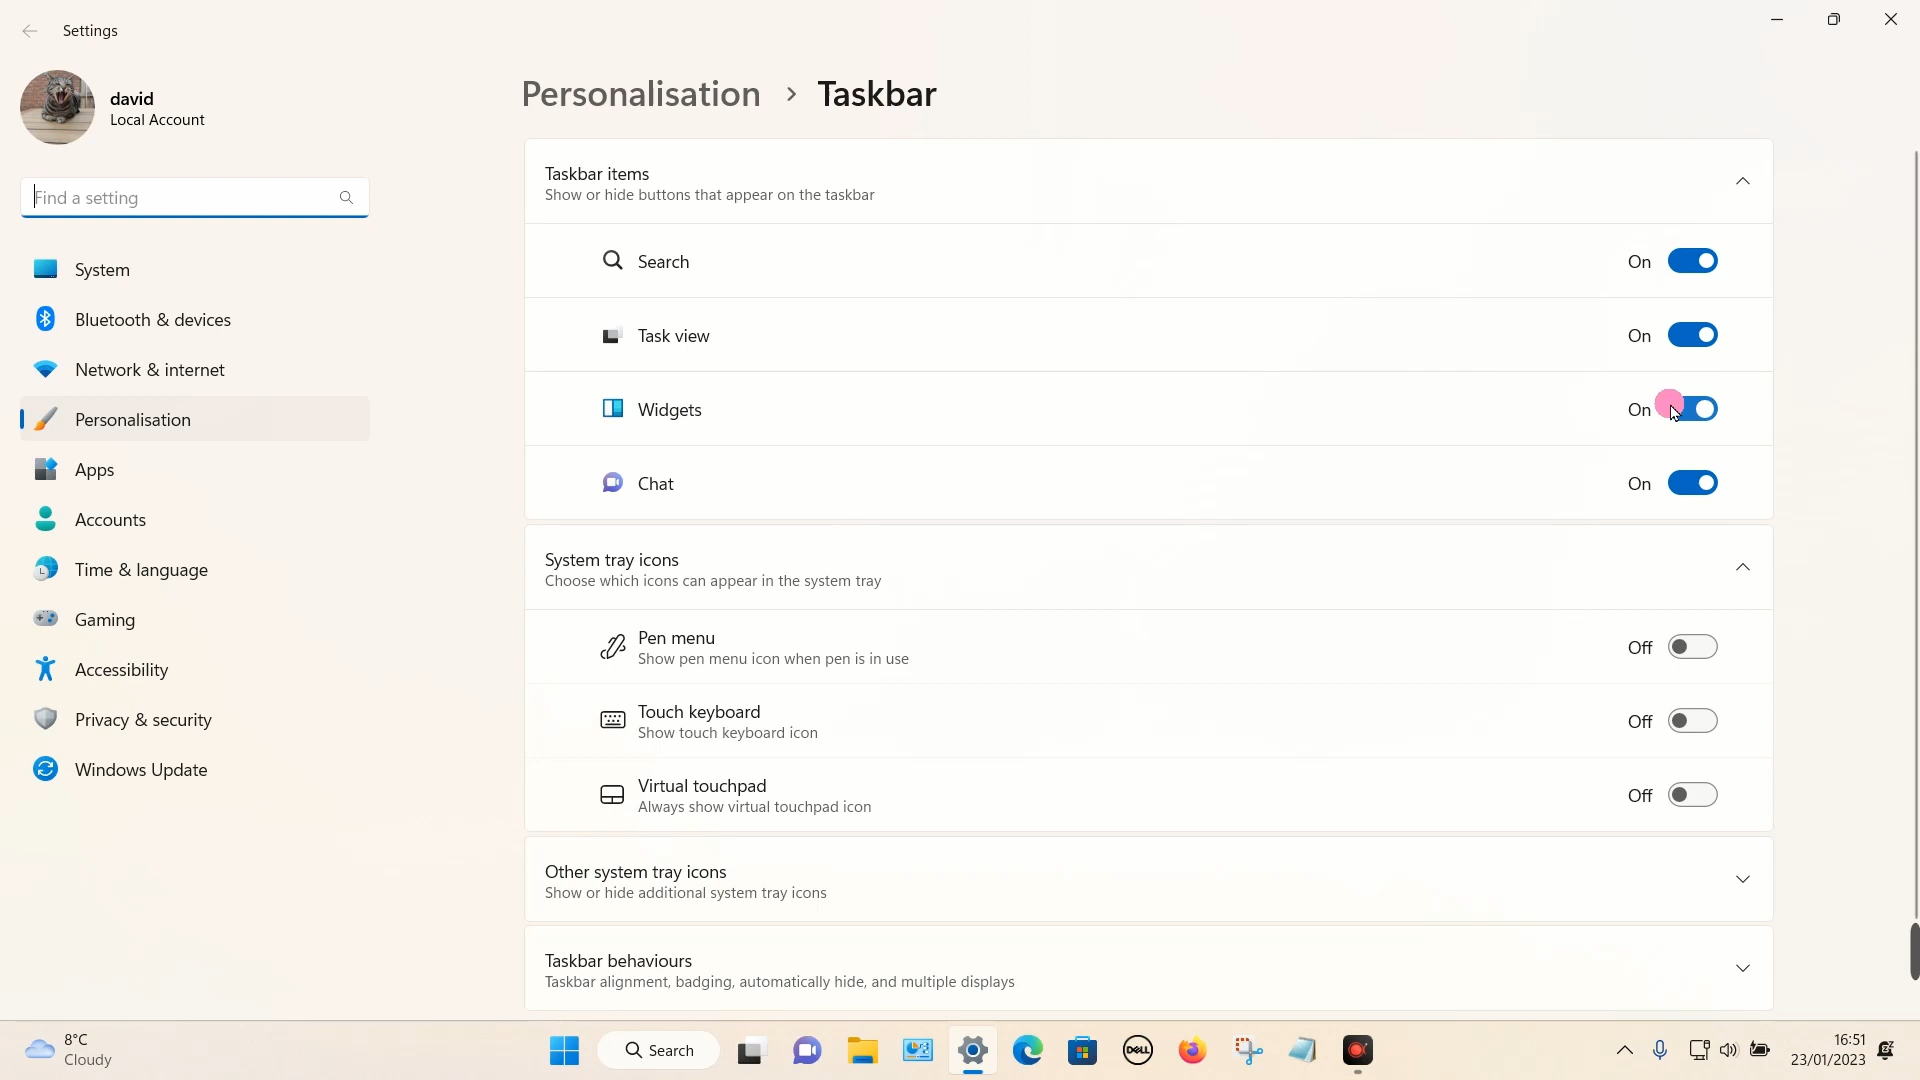 Settings
david
Local Account
Find a setting
System
Bluetooth & devices
Network & internet
Personalisation
Apps
Accounts
Time & language
Gaming
Accessibility
Privacy & security
Windows Update
Personalisation > Taskbar
Taskbar items
Show or hide buttons that appear on the taskbar
Search On
Task view On
Widgets On
Chat On
System tray icons
Choose which icons can appear in the system tray
Pen menu
Show pen menu icon when pen is in use
Off
Touch keyboard
Show touch keyboard icon
Off
Virtual touchpad
Always show virtual touchpad icon
Off
Other system tray icons
Show or hide additional system tray icons
Taskbar behaviours
Taskbar alignment, badging, automatically hide, and multiple displays
8°C
Cloudy
Search
DELL
16:51
23/01/2023